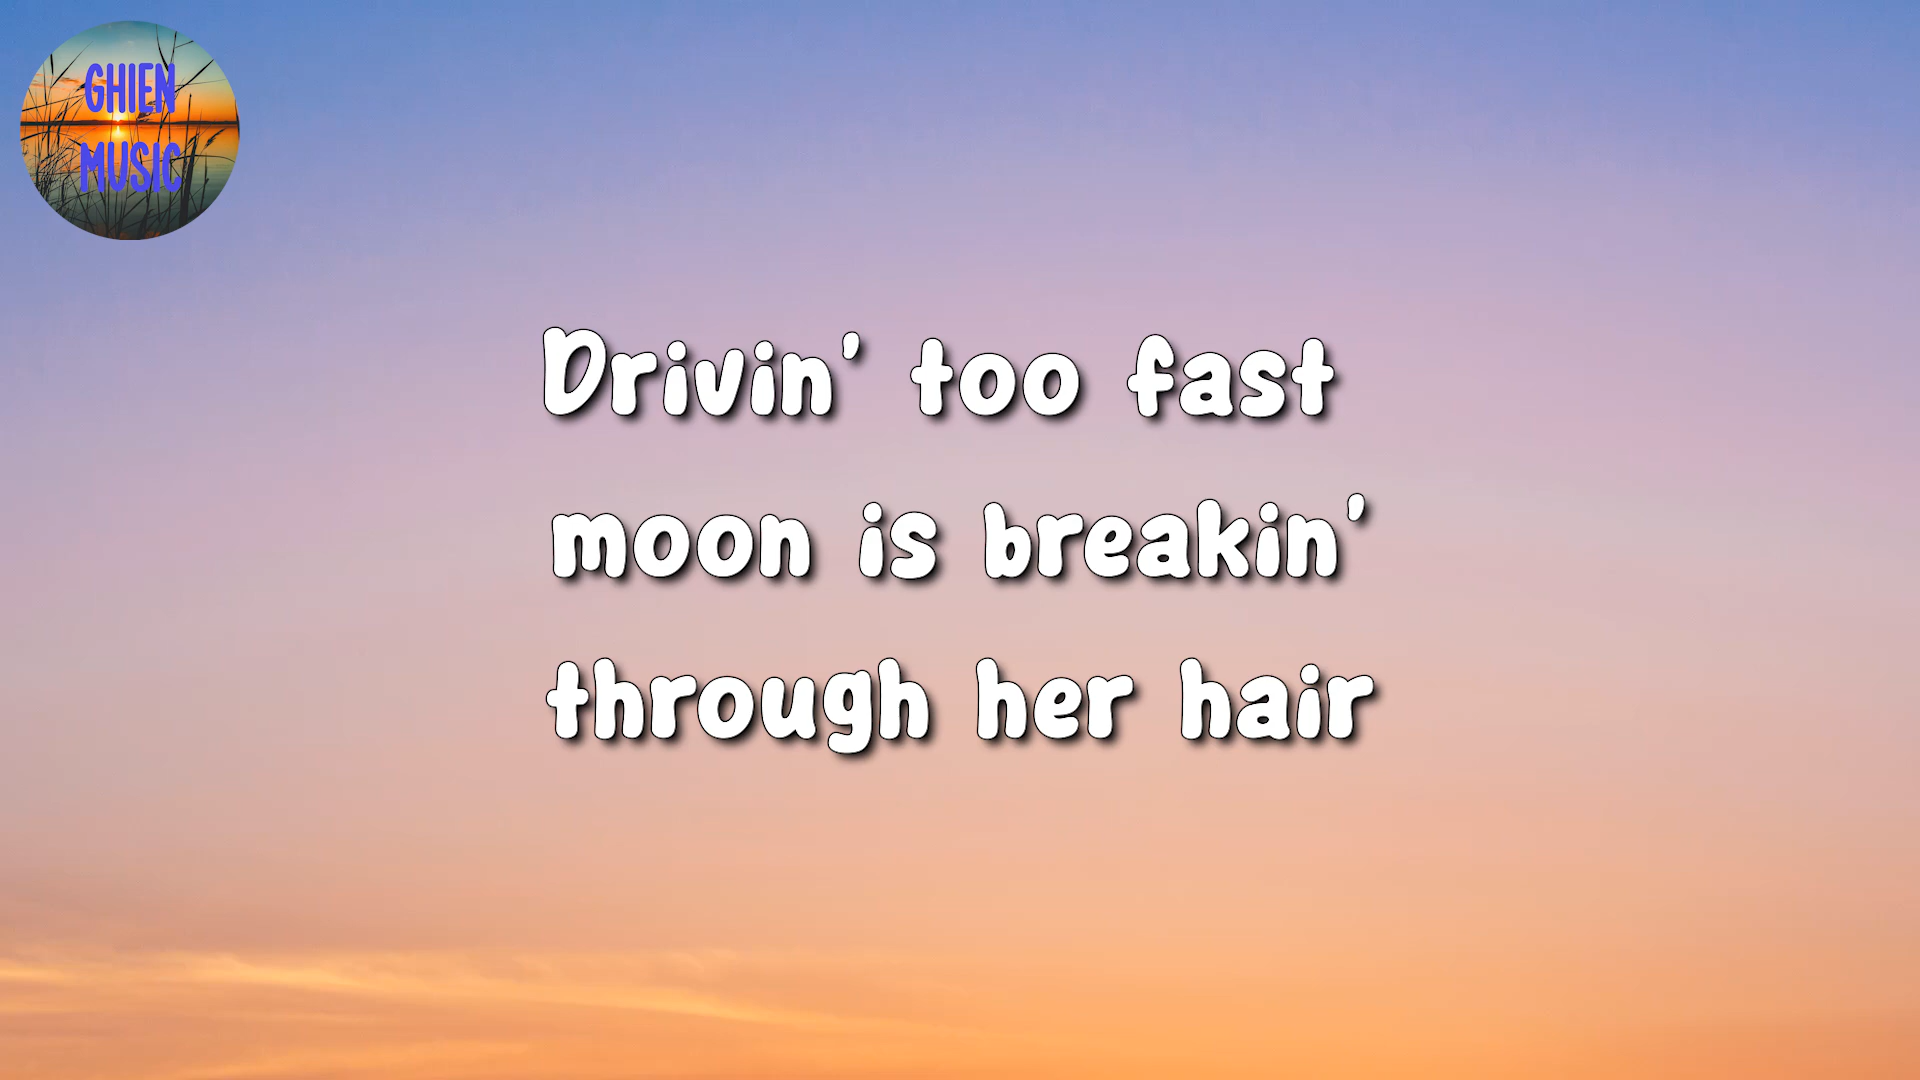 GHIEN
MUSIC
Drivin' too fast
moon is breakin'
through her hair